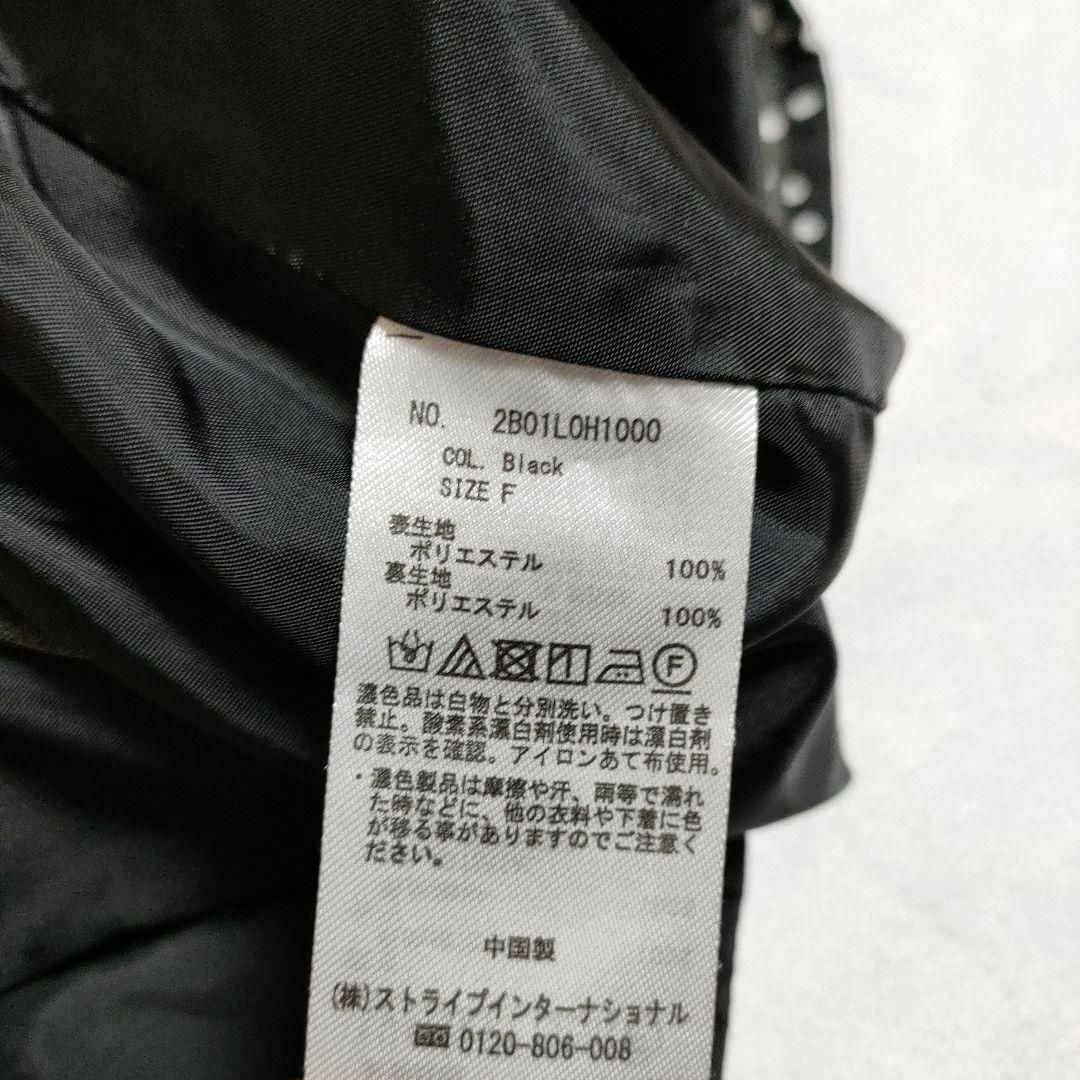 NO. 2B01L0H1000
COL. Black
SIZE F
表生地
ポリエステル 100%
裏生地
ポリエステル 100%
F
濃色品は白物と分別洗い。つけ置き
禁止。酸素系漂白剤使用時は漂白剤
の表示を確認。アイロンあて布使用。
・濃色製品は摩擦や汗、雨等で濡れ
た時などに、他の衣料や下着に色
が移る事がありますのでご注意く
ださい。
中国製
(株)ストライプインターナショナル
0120-806-008